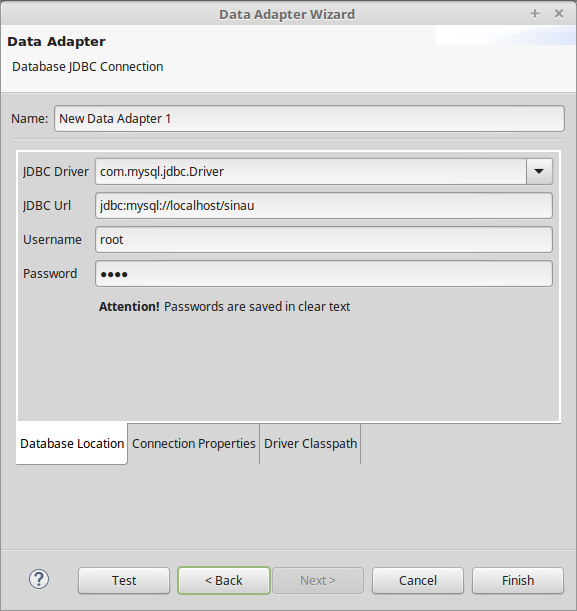 Data Adapter Wizard
Data Adapter
Database JDBC Connection
Name: New Data Adapter 1
JDBC Driver com.mysql.jdbc.Driver
JDBC Url jdbc:mysql://localhost/sinau
Username root
Password ●●●●
Attention! Passwords are saved in clear text
Database Location Connection Properties Driver Classpath
? Test < Back Next > Cancel Finish